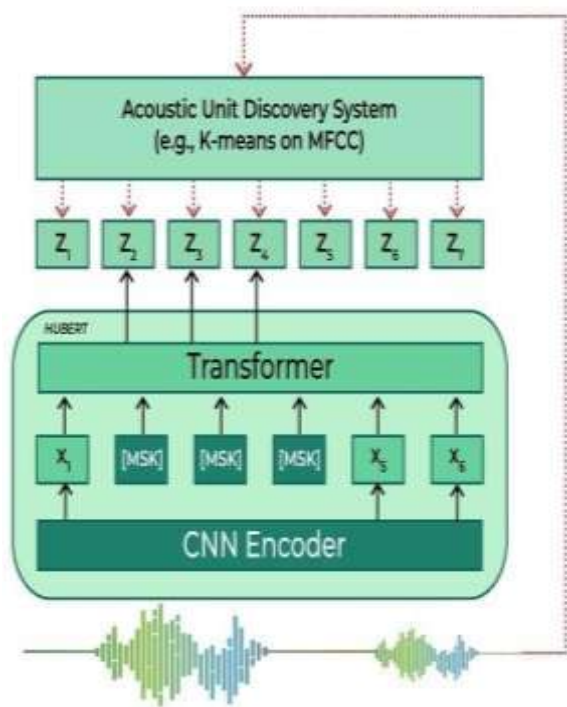 Acoustic Unit Discovery System
(e.g., K-means on MFCC)
Z₁ Z₂ Z₃ Z₄ Z₅ Z₆ Z₇
HUBERT
Transformer
X₁ [MSK] [MSK] [MSK] X₅ X₆
CNN Encoder